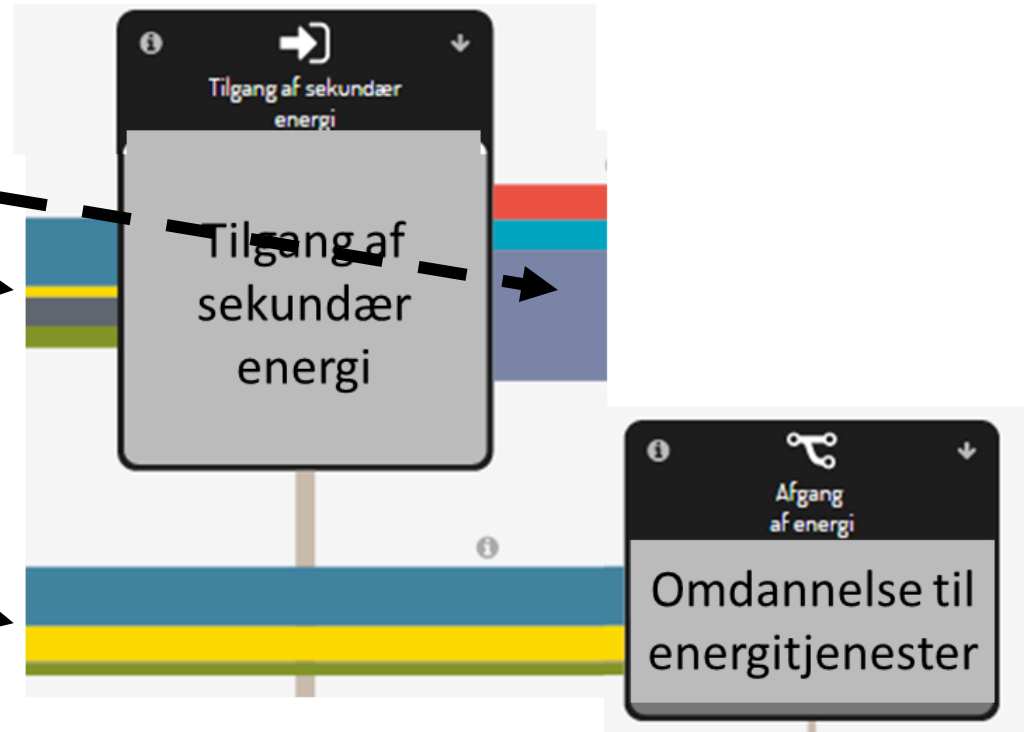 Tilgang af sekundær
energi
Tilgang af
sekundær
energi
Afgang
af energi
Omdannelse til
energitjenester